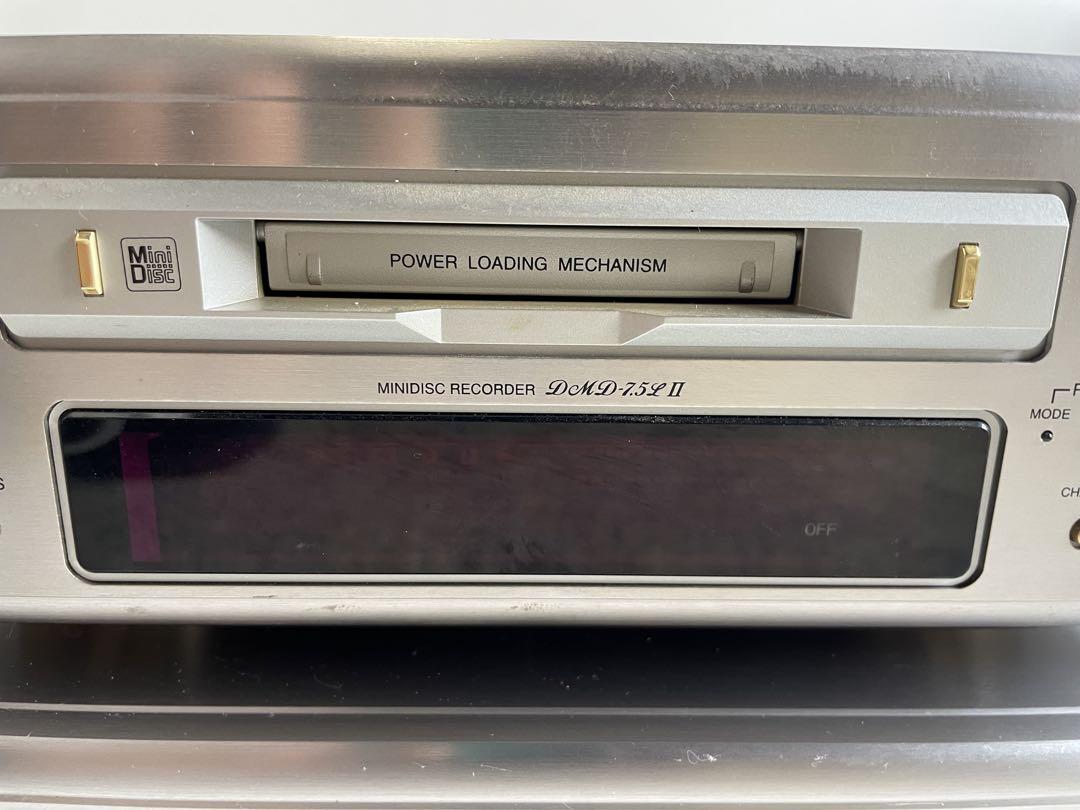 Mini
Disc
POWER LOADING MECHANISM
MINIDISC RECORDER DMD-7.5L II
MODE
OFF